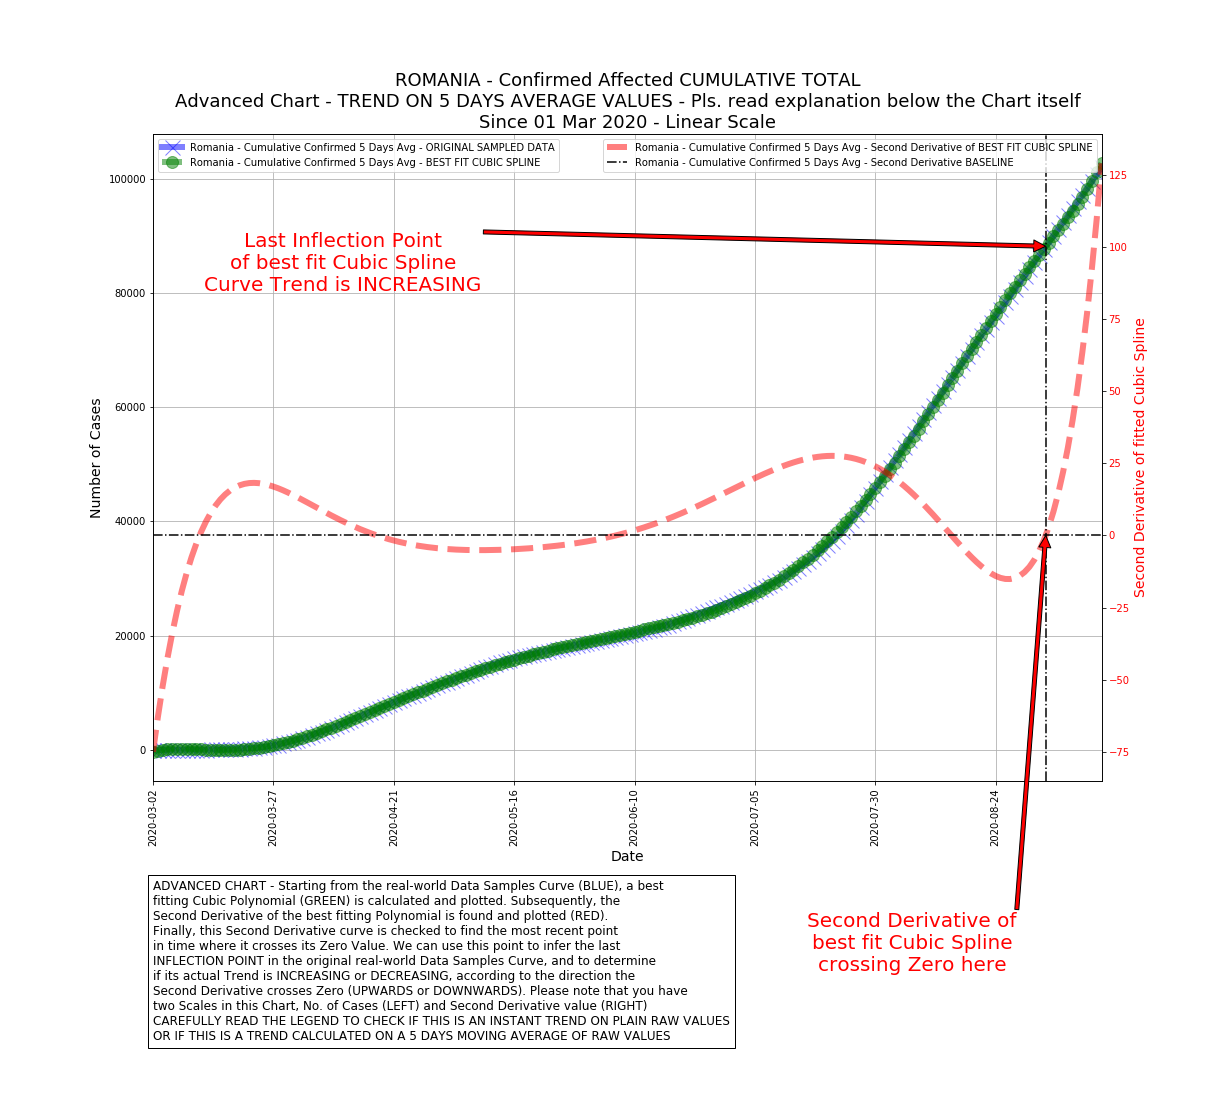 ROMANIA - Confirmed Affected CUMULATIVE TOTAL
Advanced Chart - TREND ON 5 DAYS AVERAGE VALUES - Pls. read explanation below the Chart itself
Since 01 Mar 2020 - Linear Scale
Romania - Cumulative Confirmed 5 Days Avg - ORIGINAL SAMPLED DATA
Romania - Cumulative Confirmed 5 Days Avg - BEST FIT CUBIC SPLINE
Romania - Cumulative Confirmed 5 Days Avg - Second Derivative of BEST FIT CUBIC SPLINE
Romania - Cumulative Confirmed 5 Days Avg - Second Derivative BASELINE
Last Inflection Point
of best fit Cubic Spline
Curve Trend is INCREASING
Number of Cases
100000
80000
60000
40000
20000
0
125
100
75
50
25
0
−25
−50
−75
Second Derivative of fitted Cubic Spline
2020-03-02
2020-03-27
2020-04-21
2020-05-16
2020-06-10
2020-07-05
2020-07-30
2020-08-24
Date
ADVANCED CHART - Starting from the real-world Data Samples Curve (BLUE), a best
fitting Cubic Polynomial (GREEN) is calculated and plotted. Subsequently, the
Second Derivative of the best fitting Polynomial is found and plotted (RED).
Finally, this Second Derivative curve is checked to find the most recent point
in time where it crosses its Zero Value. We can use this point to infer the last
INFLECTION POINT in the original real-world Data Samples Curve, and to determine
if its actual Trend is INCREASING or DECREASING, according to the direction the
Second Derivative crosses Zero (UPWARDS or DOWNWARDS). Please note that you have
two Scales in this Chart, No. of Cases (LEFT) and Second Derivative value (RIGHT)
CAREFULLY READ THE LEGEND TO CHECK IF THIS IS AN INSTANT TREND ON PLAIN RAW VALUES
OR IF THIS IS A TREND CALCULATED ON A 5 DAYS MOVING AVERAGE OF RAW VALUES
Second Derivative of
best fit Cubic Spline
crossing Zero here